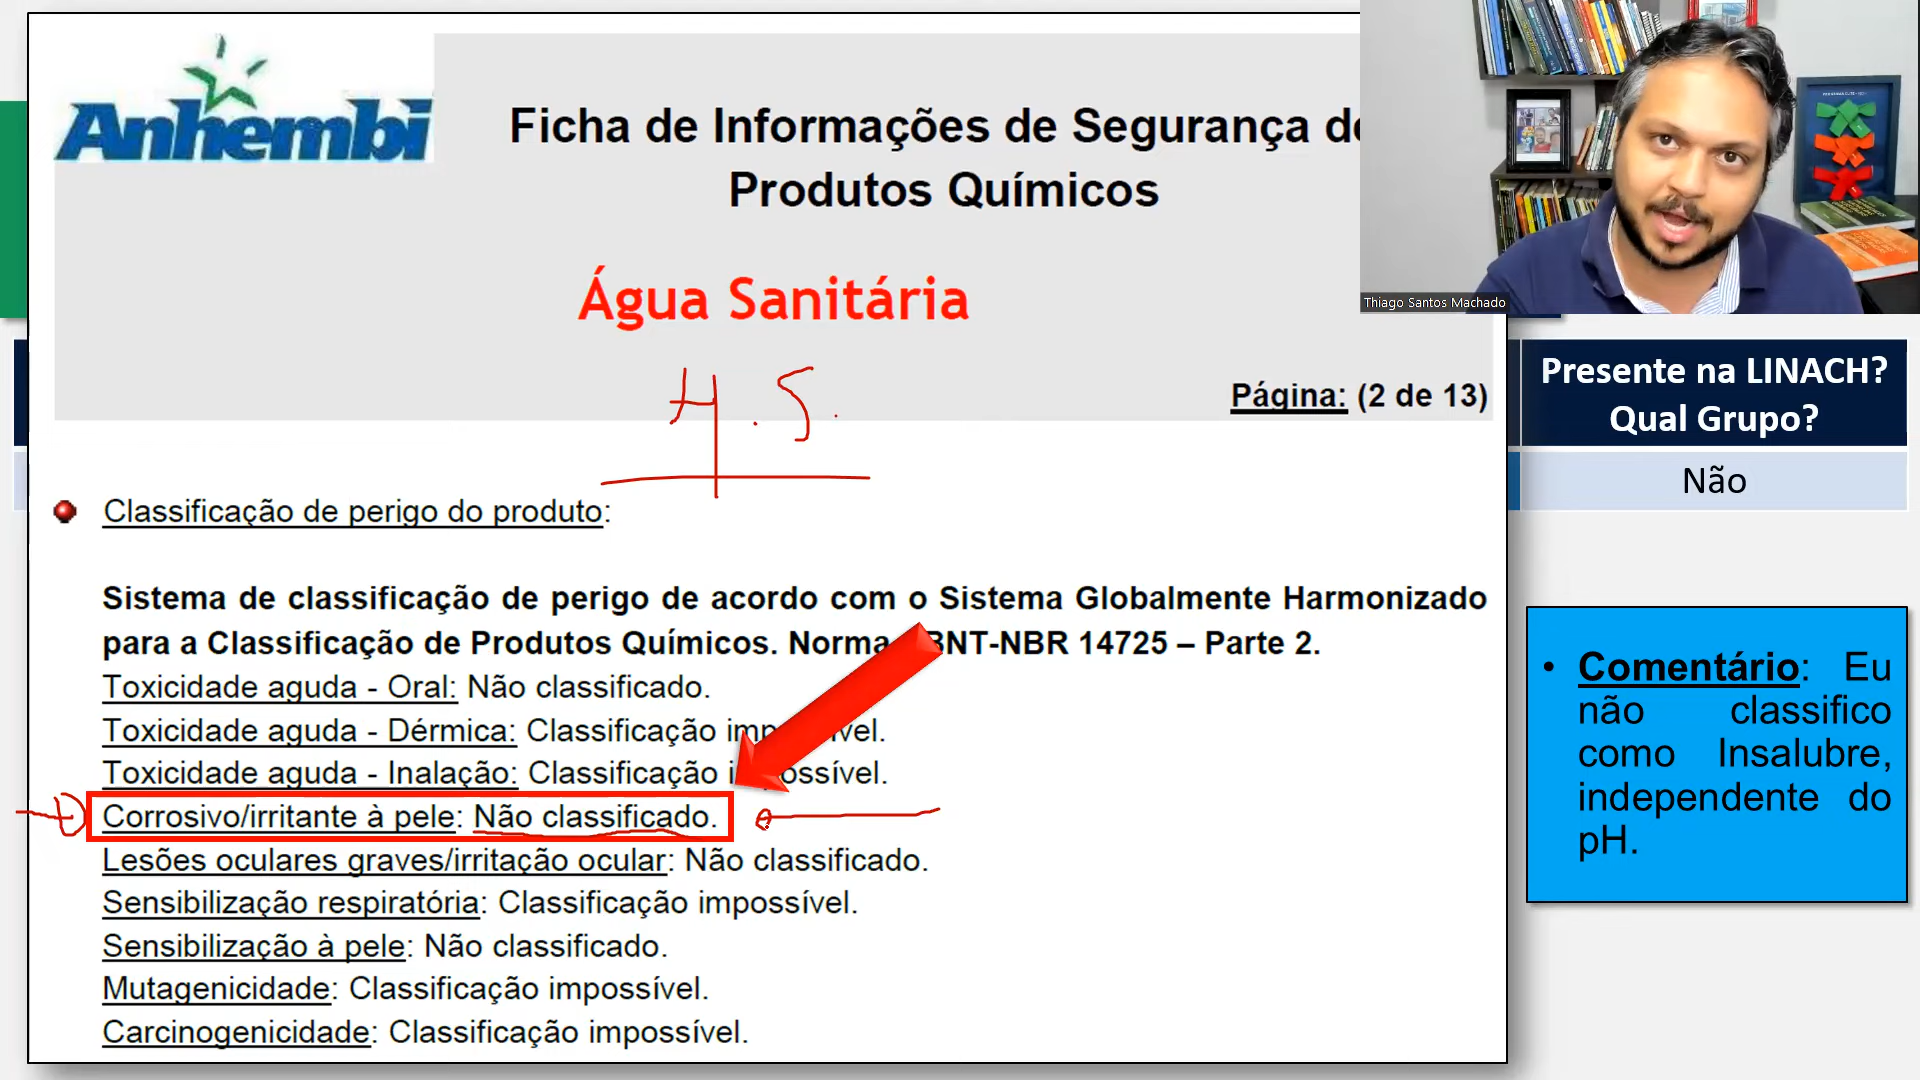 Anhembi
Ficha de Informações de Segurança de
Produtos Químicos
Água Sanitária
H.S.
Página: (2 de 13)
Classificação de perigo do produto:
Sistema de classificação de perigo de acordo com o Sistema Globalmente Harmonizado
para a Classificação de Produtos Químicos. Norma BNT-NBR 14725 – Parte 2.
Toxicidade aguda - Oral: Não classificado.
Toxicidade aguda - Dérmica: Classificação impossível.
Toxicidade aguda - Inalação: Classificação impossível.
Corrosivo/irritante à pele: Não classificado.
Lesões oculares graves/irritação ocular: Não classificado.
Sensibilização respiratória: Classificação impossível.
Sensibilização à pele: Não classificado.
Mutagenicidade: Classificação impossível.
Carcinogenicidade: Classificação impossível.
Thiago Santos Machado
Presente na LINACH?
Qual Grupo?
Não
• Comentário: Eu
não classifico
como Insalubre,
independente do
pH.